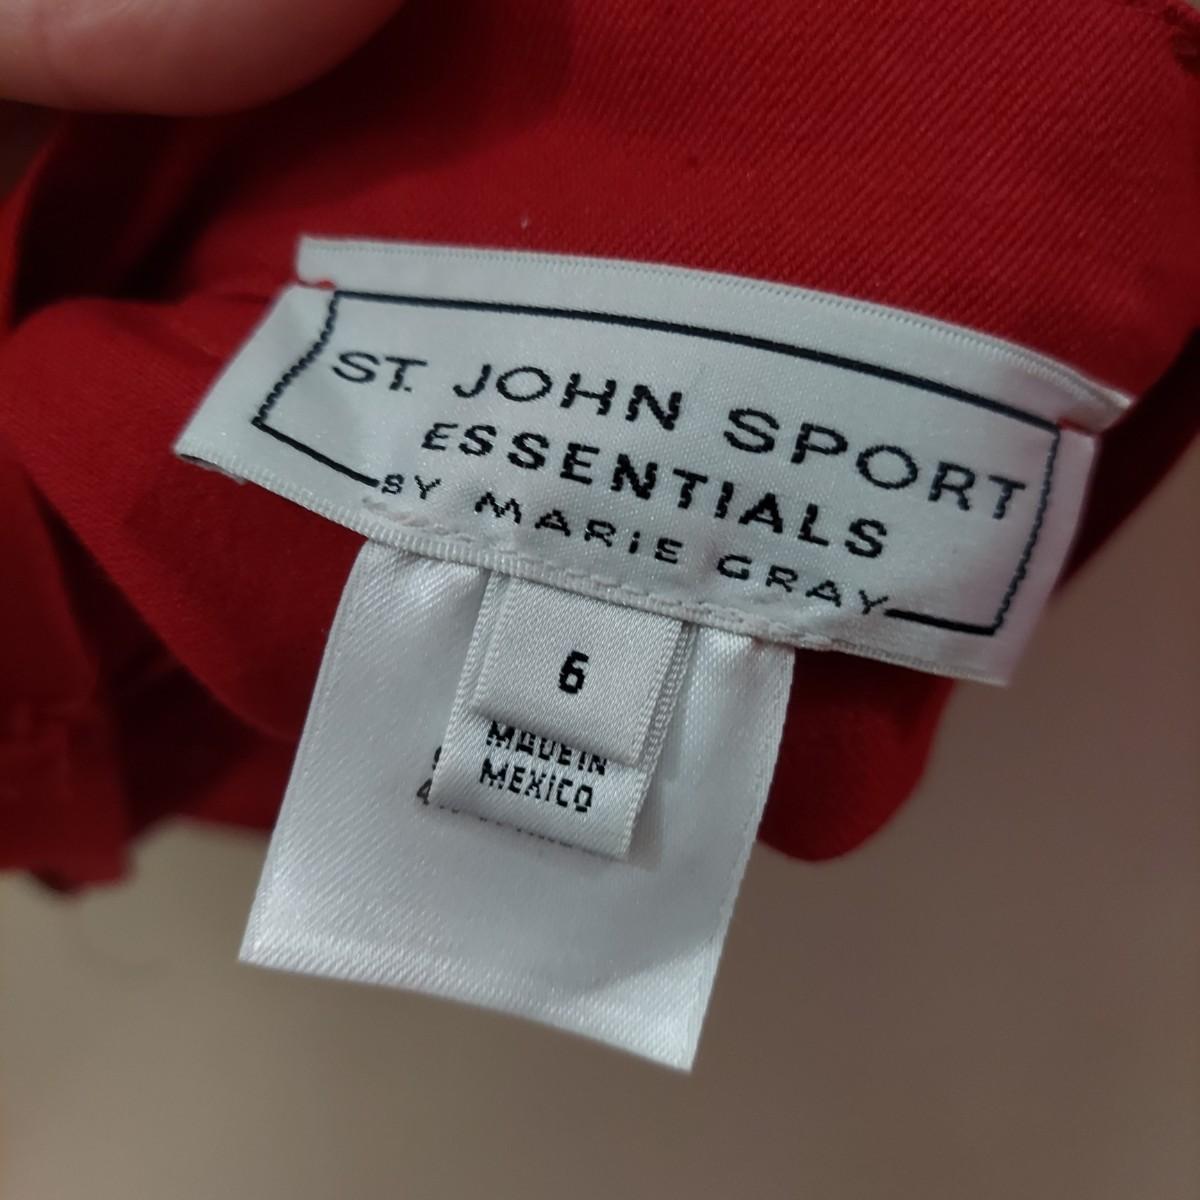 ST. JOHN SPORT
ESSENTIALS
BY MARIE GRAY
6
MADE IN
MEXICO